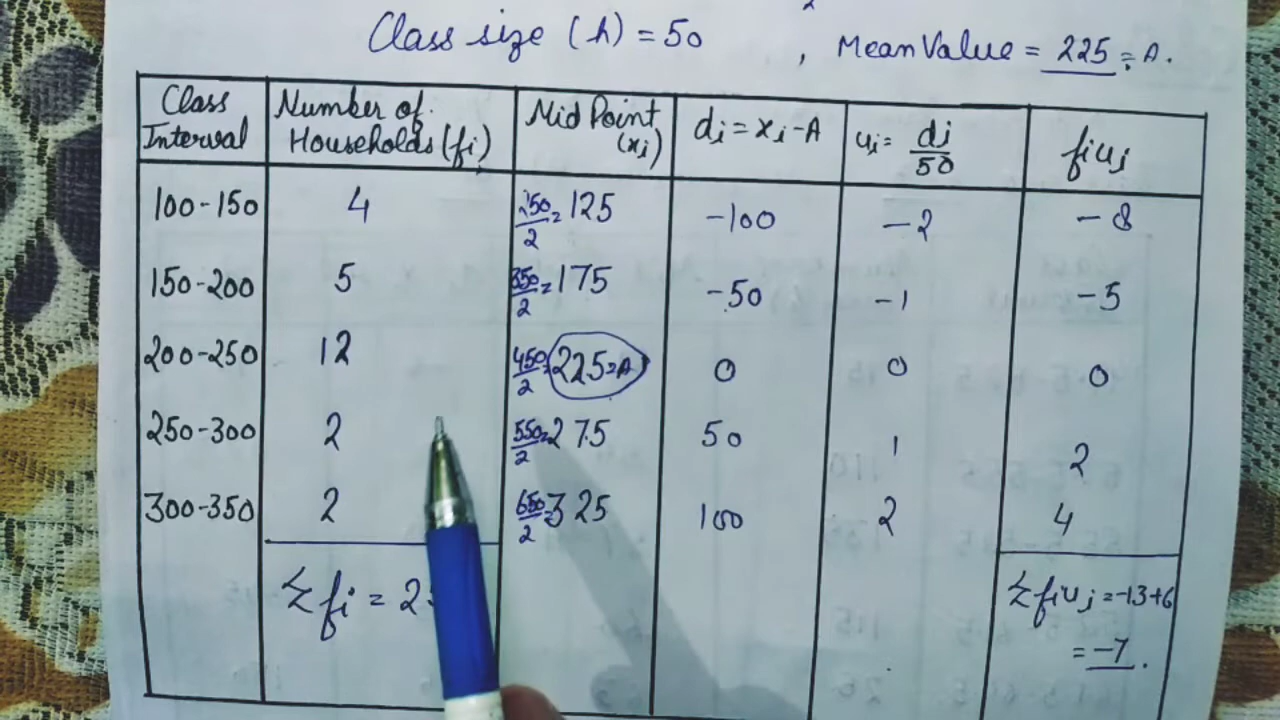 Class size (h) = 50 , Mean Value = 225 = A.
Class Interval | Number of Households (fi) | Mid Point (xi) | di = xi - A | ui = di/50 | fiui
100-150 | 4 | 250/2 = 125 | -100 | -2 | -8
150-200 | 5 | 350/2 = 175 | -50 | -1 | -5
200-250 | 12 | 450/2 = 225 = A | 0 | 0 | 0
250-300 | 2 | 550/2 = 275 | 50 | 1 | 2
300-350 | 2 | 650/2 = 325 | 100 | 2 | 4
Σfi = 2
Σfiui = -13+6
= -7.